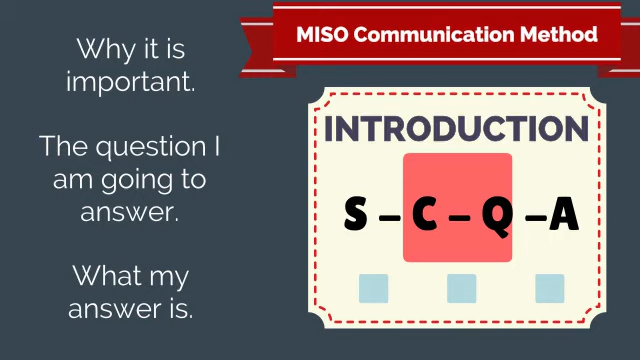 MISO Communication Method
Why it is
important.
The question I
am going to
answer.
What my
answer is.
INTRODUCTION
S – C – Q –A